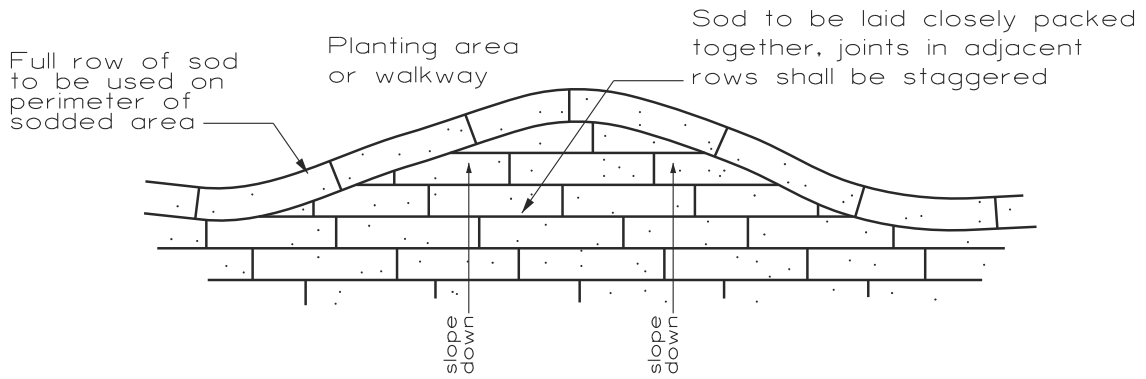 Full row of sod
to be used on
perimeter of
sodded area
Planting area
or walkway
Sod to be laid closely packed
together, joints in adjacent
rows shall be staggered
slope
down
slope
down